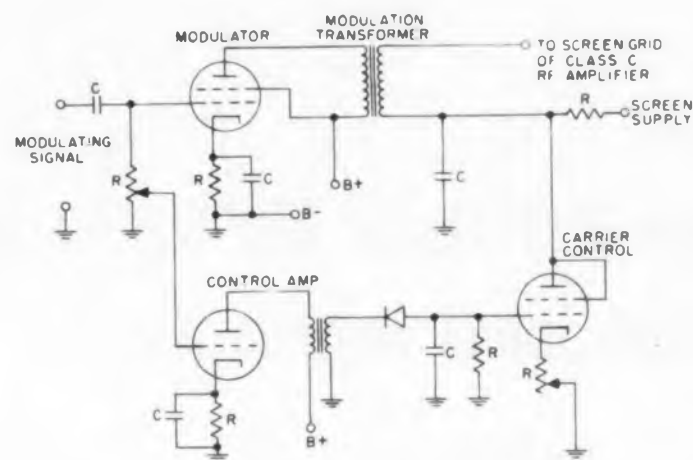 MODULATOR
MODULATION
TRANSFORMER
TO SCREEN GRID
OF CLASS C
RF AMPLIFIER
C
R
SCREEN
SUPPLY
MODULATING
SIGNAL
R
R
C
B+
C
B-
CARRIER
CONTROL
CONTROL AMP
C
R
R
C
R
B+